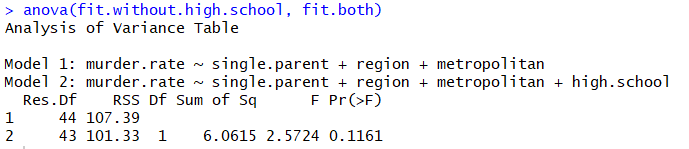 > anova(fit.without.high.school, fit.both)
Analysis of Variance Table

Model 1: murder.rate ~ single.parent + region + metropolitan
Model 2: murder.rate ~ single.parent + region + metropolitan + high.school
  Res.Df    RSS Df Sum of Sq      F Pr(>F)
1     44 107.39
2     43 101.33  1    6.0615 2.5724 0.1161